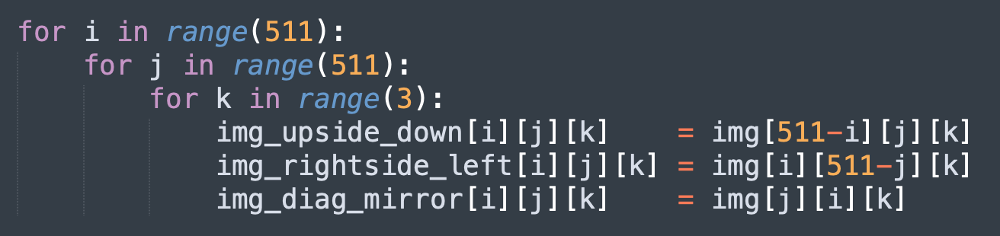 for i in range(511):
    for j in range(511):
        for k in range(3):
            img_upside_down[i][j][k]    = img[511-i][j][k]
            img_rightside_left[i][j][k] = img[i][511-j][k]
            img_diag_mirror[i][j][k]    = img[j][i][k]